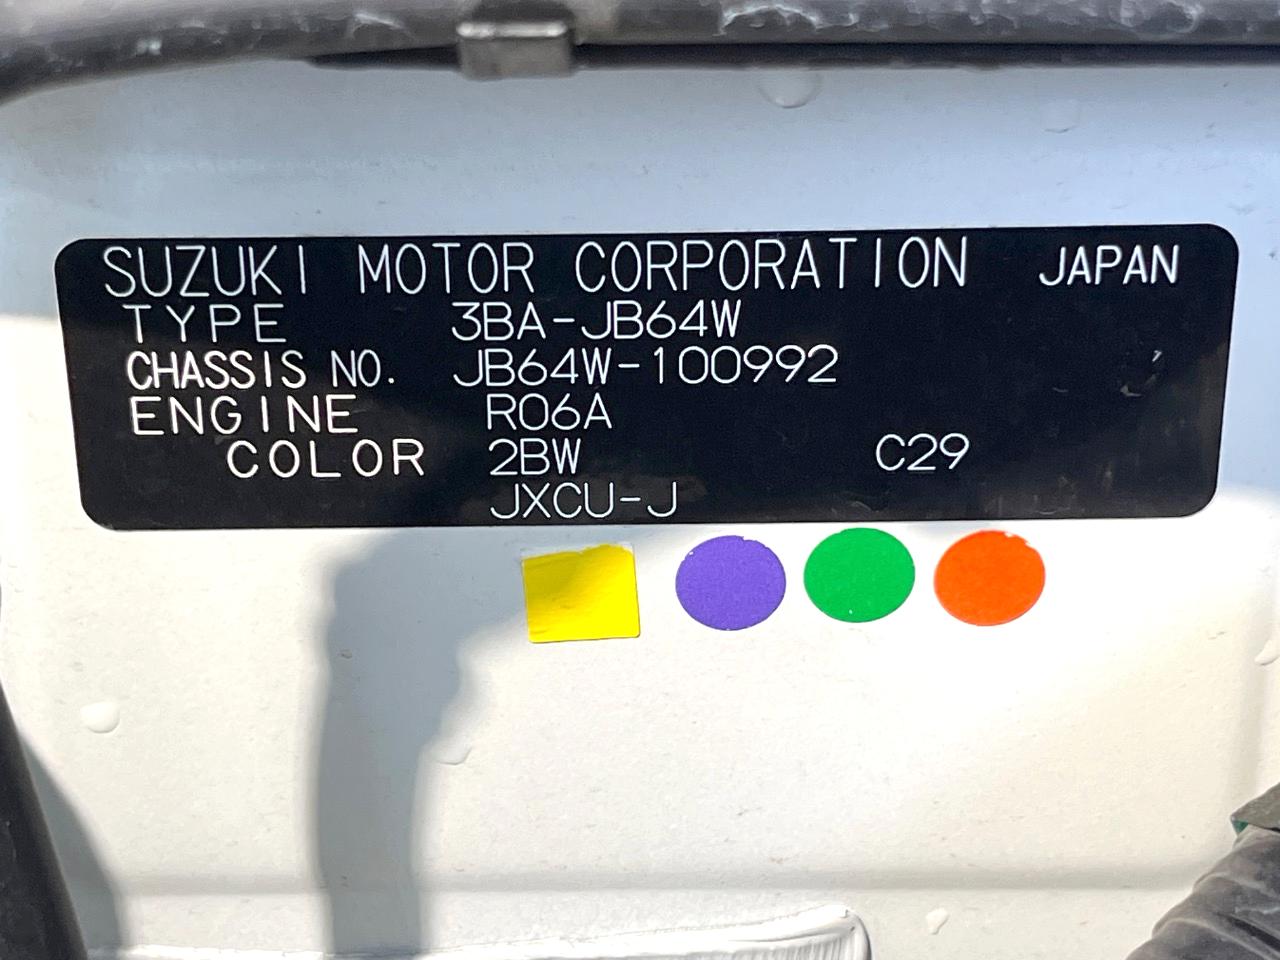 SUZUKI MOTOR CORPORATION JAPAN
TYPE 3BA-JB64W
CHASSIS NO. JB64W-100992
ENGINE R06A
COLOR 2BW C29
JXCU-J